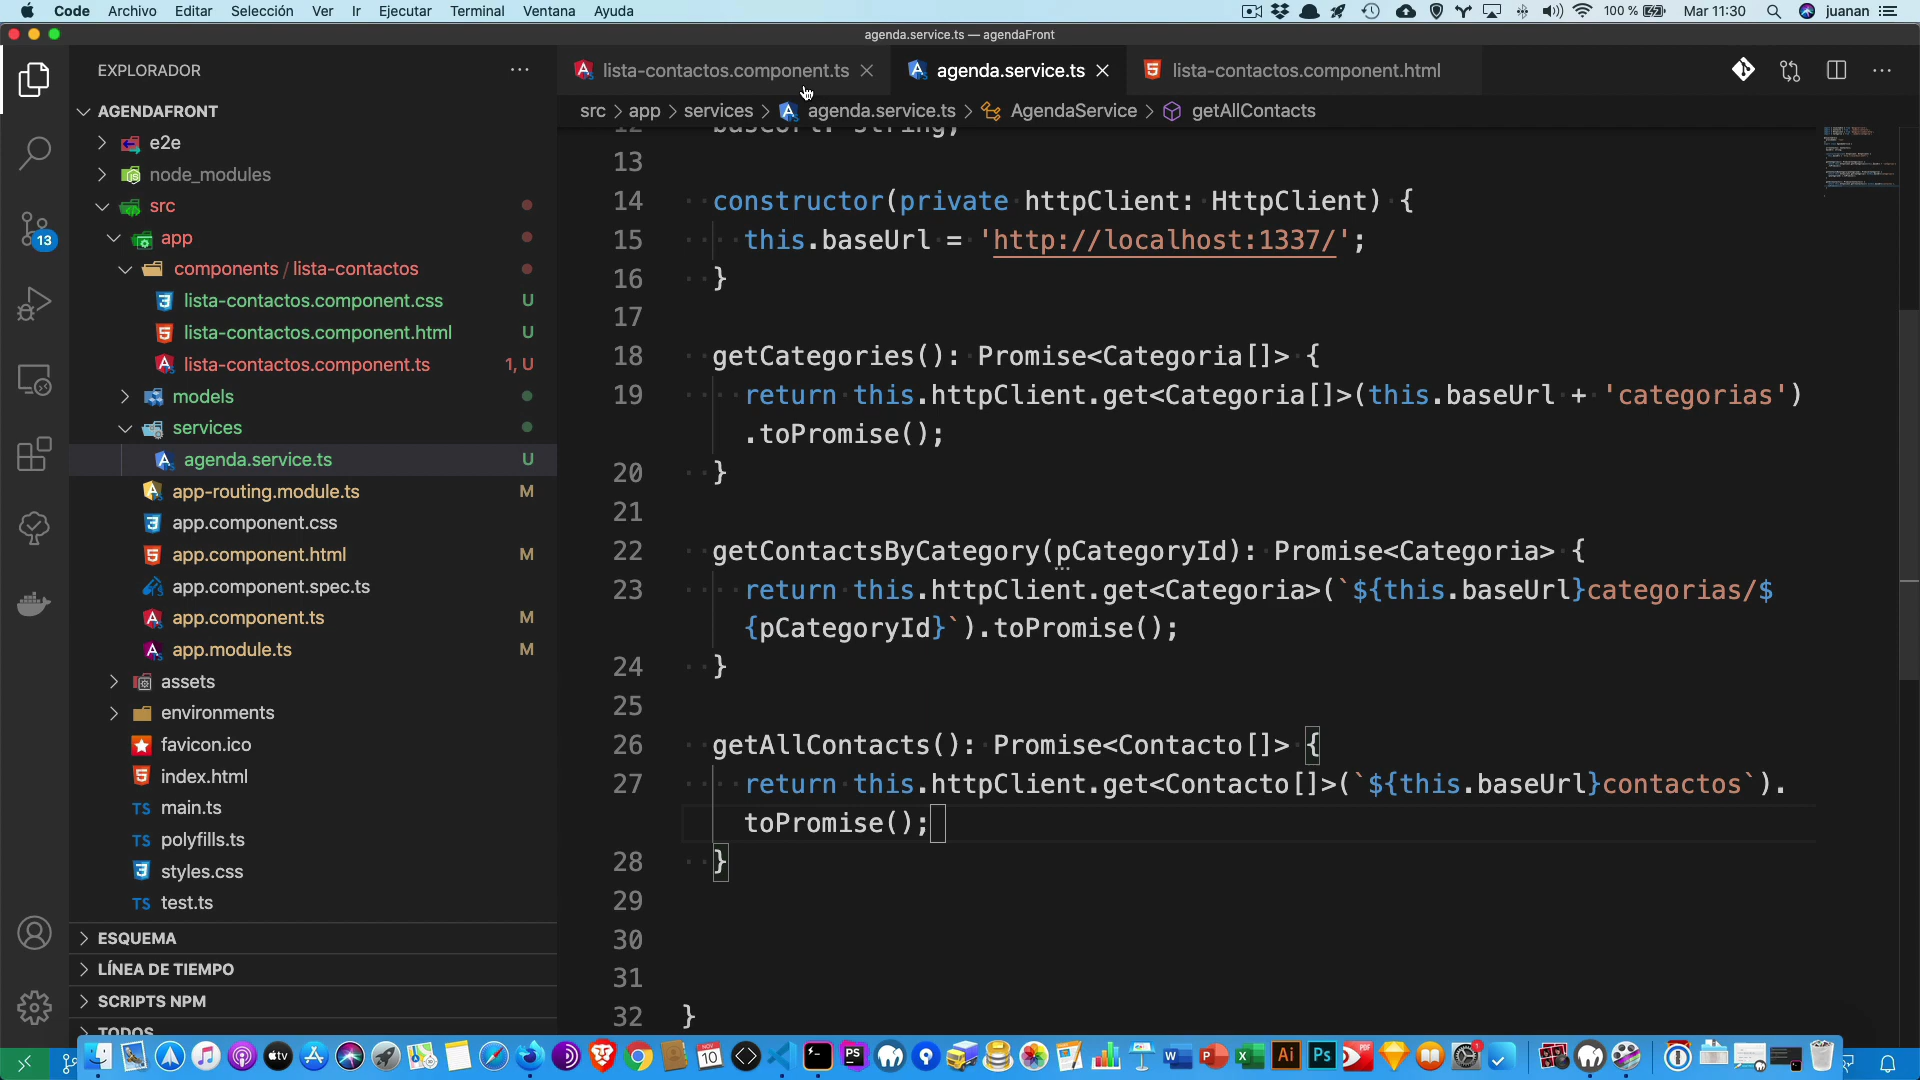 Code Archivo Editar Selección Ver Ir Ejecutar Terminal Ventana Ayuda 100 % Mar 11:30 juanan
agenda.service.ts — agendaFront
EXPLORADOR
lista-contactos.component.ts agenda.service.ts lista-contactos.component.html
src > app > services > agenda.service.ts > AgendaService > getAllContacts
AGENDAFRONT
e2e
node_modules
src
app
components / lista-contactos
lista-contactos.component.css U
lista-contactos.component.html U
lista-contactos.component.ts 1, U
models
services
agenda.service.ts U
app-routing.module.ts M
app.component.css
app.component.html M
app.component.spec.ts
app.component.ts M
app.module.ts M
assets
environments
favicon.ico
index.html
TS main.ts
TS polyfills.ts
styles.css
TS test.ts
ESQUEMA
LÍNEA DE TIEMPO
SCRIPTS NPM
TODOS
13
12 baseUrl: string;
13
14 constructor(private httpClient: HttpClient) {
15 this.baseUrl = 'http://localhost:1337/';
16 }
17
18 getCategories(): Promise<Categoria[]> {
19 return this.httpClient.get<Categoria[]>(this.baseUrl + 'categorias')
.toPromise();
20 }
21
22 getContactsByCategory(pCategoryId): Promise<Categoria> {
23 return this.httpClient.get<Categoria>(`${this.baseUrl}categorias/$
{pCategoryId}`).toPromise();
24 }
25
26 getAllContacts(): Promise<Contacto[]> {
27 return this.httpClient.get<Contacto[]>(`${this.baseUrl}contactos`).
toPromise();
28 }
29
30
31
32 }